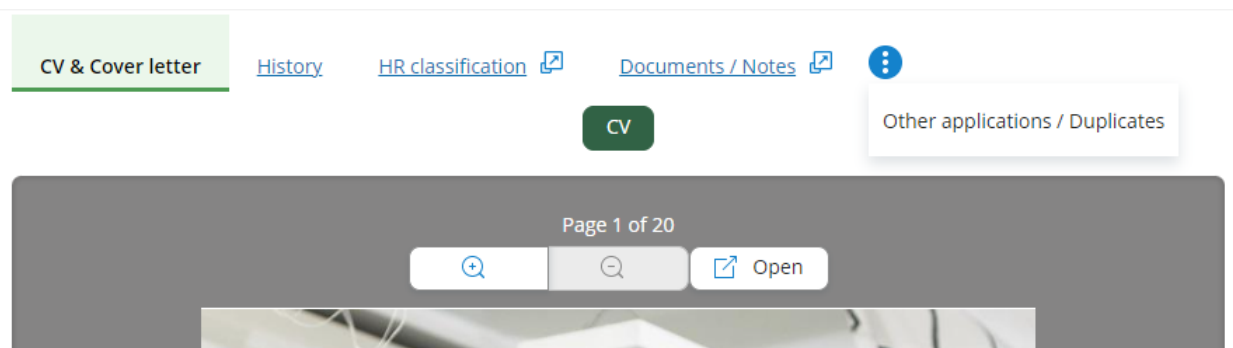 CV & Cover letter History HR classification Documents / Notes
Other applications / Duplicates
CV
Page 1 of 20
Open